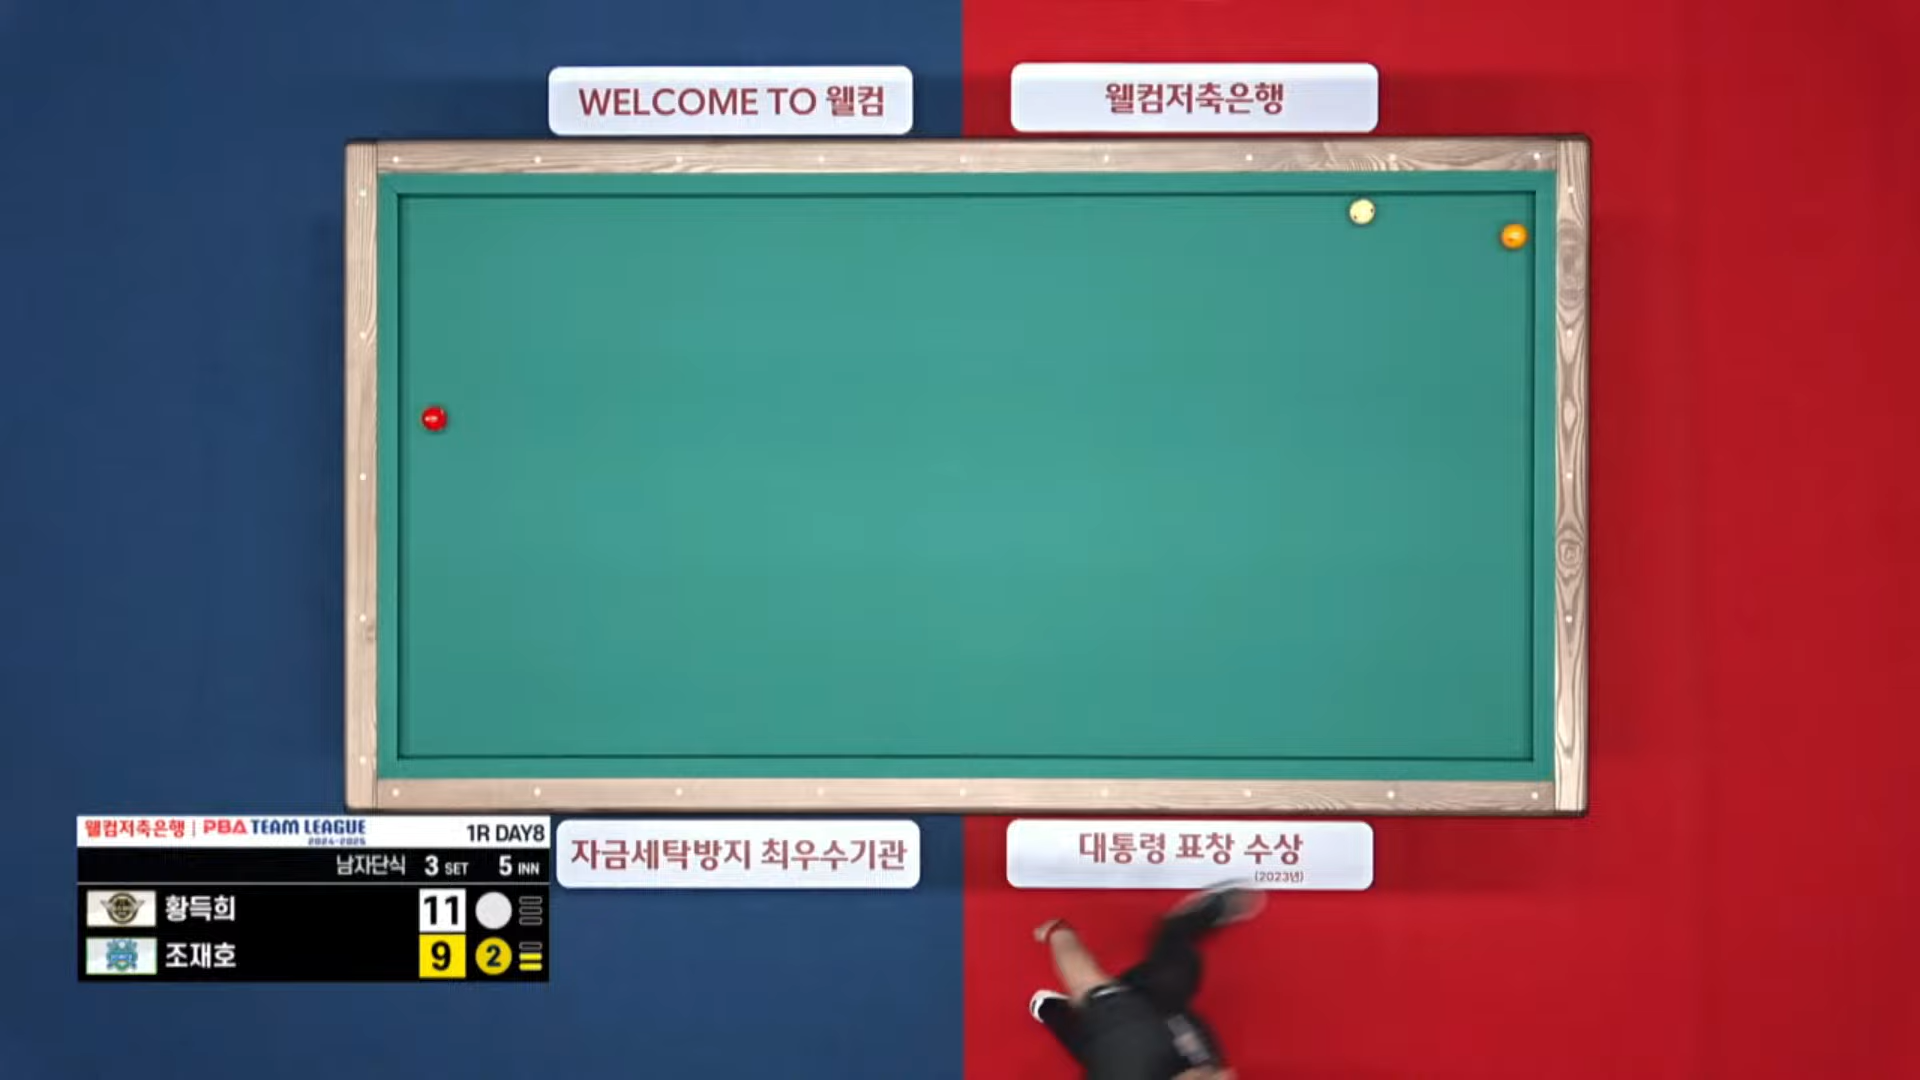 WELCOME TO 웰컴
웰컴저축은행
웰컴저축은행 | PBA TEAM LEAGUE
2024-2025
1R DAY8
남자단식 3 SET 5 INN
황득희 11
조재호 9 2
자금세탁방지 최우수기관
대통령 표창 수상
(2023년)